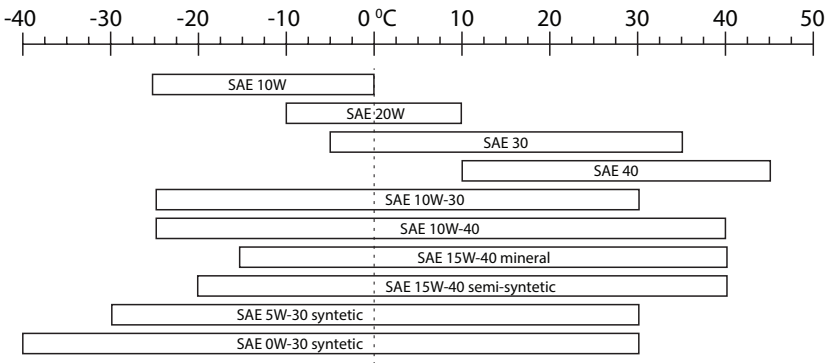 -40 -30 -20 -10 0 ⁰C 10 20 30 40 50
SAE 10W
SAE 20W
SAE 30
SAE 40
SAE 10W-30
SAE 10W-40
SAE 15W-40 mineral
SAE 15W-40 semi-syntetic
SAE 5W-30 syntetic
SAE 0W-30 syntetic